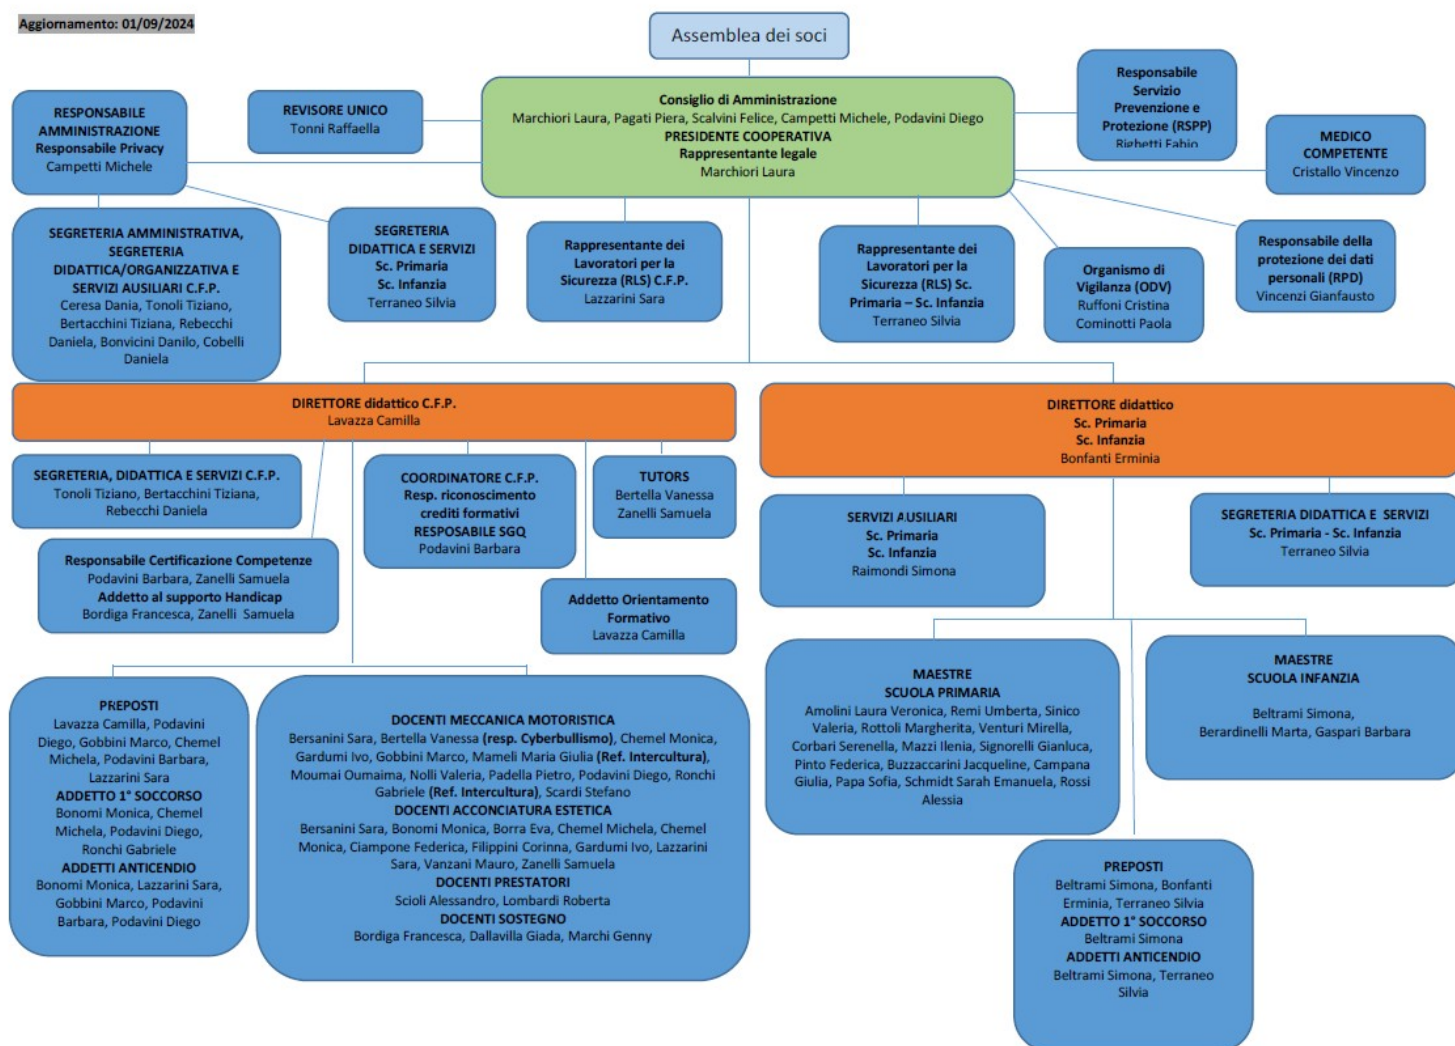 Aggiornamento: 01/09/2024
Assemblea dei soci
RESPONSABILE
AMMINISTRAZIONE
Responsabile Privacy
Campetti Michele
REVISORE UNICO
Tonni Raffaella
Consiglio di Amministrazione
Marchiori Laura, Pagati Piera, Scalvini Felice, Campetti Michele, Podavini Diego
PRESIDENTE COOPERATIVA
Rappresentante legale
Marchiori Laura
Responsabile
Servizio
Prevenzione e
Protezione (RSPP)
Righetti Fabio
MEDICO
COMPETENTE
Cristallo Vincenzo
SEGRETERIA AMMINISTRATIVA,
SEGRETERIA
DIDATTICA/ORGANIZZATIVA E
SERVIZI AUSILIARI C.F.P.
Ceresa Dania, Tonoli Tiziano,
Bertacchini Tiziana, Rebecchi
Daniela, Bonvicini Danilo, Cobelli
Daniela
SEGRETERIA
DIDATTICA E SERVIZI
Sc. Primaria
Sc. Infanzia
Terraneo Silvia
Rappresentante dei
Lavoratori per la
Sicurezza (RLS) C.F.P.
Lazzarini Sara
Rappresentante dei
Lavoratori per la
Sicurezza (RLS) Sc.
Primaria – Sc. Infanzia
Terraneo Silvia
Organismo di
Vigilanza (ODV)
Ruffoni Cristina
Cominotti Paola
Responsabile della
protezione dei dati
personali (RPD)
Vincenzi Gianfausto
DIRETTORE didattico C.F.P.
Lavazza Camilla
DIRETTORE didattico
Sc. Primaria
Sc. Infanzia
Bonfanti Erminia
SEGRETERIA, DIDATTICA E SERVIZI C.F.P.
Tonoli Tiziano, Bertacchini Tiziana,
Rebecchi Daniela
COORDINATORE C.F.P.
Resp. riconoscimento
crediti formativi
RESPOSABILE SGQ
Podavini Barbara
TUTORS
Bertella Vanessa
Zanelli Samuela
Responsabile Certificazione Competenze
Podavini Barbara, Zanelli Samuela
Addetto al supporto Handicap
Bordiga Francesca, Zanelli Samuela
Addetto Orientamento
Formativo
Lavazza Camilla
SERVIZI AUSILIARI
Sc. Primaria
Sc. Infanzia
Raimondi Simona
SEGRETERIA DIDATTICA E SERVIZI
Sc. Primaria - Sc. Infanzia
Terraneo Silvia
PREPOSTI
Lavazza Camilla, Podavini
Diego, Gobbini Marco, Chemel
Michela, Podavini Barbara,
Lazzarini Sara
ADDETTO 1° SOCCORSO
Bonomi Monica, Chemel
Michela, Podavini Diego,
Ronchi Gabriele
ADDETTI ANTICENDIO
Bonomi Monica, Lazzarini Sara,
Gobbini Marco, Podavini
Barbara, Podavini Diego
DOCENTI MECCANICA MOTORISTICA
Bersanini Sara, Bertella Vanessa (resp. Cyberbullismo), Chemel Monica,
Gardumi Ivo, Gobbini Marco, Mameli Maria Giulia (Ref. Intercultura),
Moumai Oumaima, Nolli Valeria, Padella Pietro, Podavini Diego, Ronchi
Gabriele (Ref. Intercultura), Scardi Stefano
DOCENTI ACCONCIATURA ESTETICA
Bersanini Sara, Bonomi Monica, Borra Eva, Chemel Michela, Chemel
Monica, Ciampone Federica, Filippini Corinna, Gardumi Ivo, Lazzarini
Sara, Vanzani Mauro, Zanelli Samuela
DOCENTI PRESTATORI
Scioli Alessandro, Lombardi Roberta
DOCENTI SOSTEGNO
Bordiga Francesca, Dallavilla Giada, Marchi Genny
MAESTRE
SCUOLA PRIMARIA
Amolini Laura Veronica, Remi Umberta, Sinico
Valeria, Rottoli Margherita, Venturi Mirella,
Corbari Serenella, Mazzi Ilenia, Signorelli Gianluca,
Pinto Federica, Buzzaccarini Jacqueline, Campana
Giulia, Papa Sofia, Schmidt Sarah Emanuela, Rossi
Alessia
MAESTRE
SCUOLA INFANZIA
Beltrami Simona,
Berardinelli Marta, Gaspari Barbara
PREPOSTI
Beltrami Simona, Bonfanti
Erminia, Terraneo Silvia
ADDETTO 1° SOCCORSO
Beltrami Simona
ADDETTI ANTICENDIO
Beltrami Simona, Terraneo
Silvia